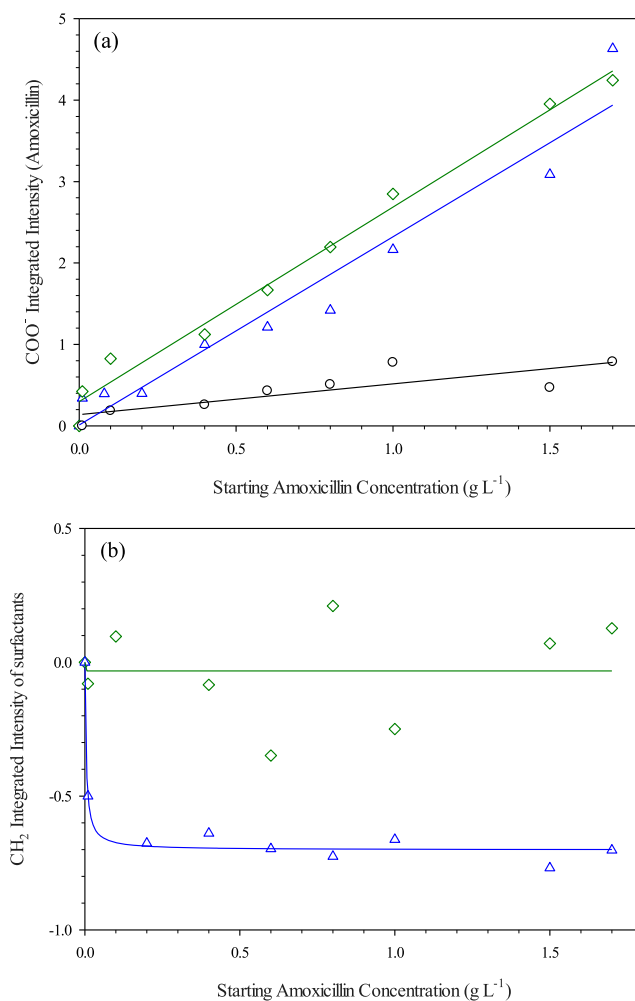 (a)
5
4
3
2
1
0
COO⁻ Integrated Intensity (Amoxicillin)
0.0 0.5 1.0 1.5
Starting Amoxicillin Concentration (g L⁻¹)
(b)
0.5
0.0
-0.5
-1.0
CH₂ Integrated Intensity of surfactants
0.0 0.5 1.0 1.5
Starting Amoxicillin Concentration (g L⁻¹)